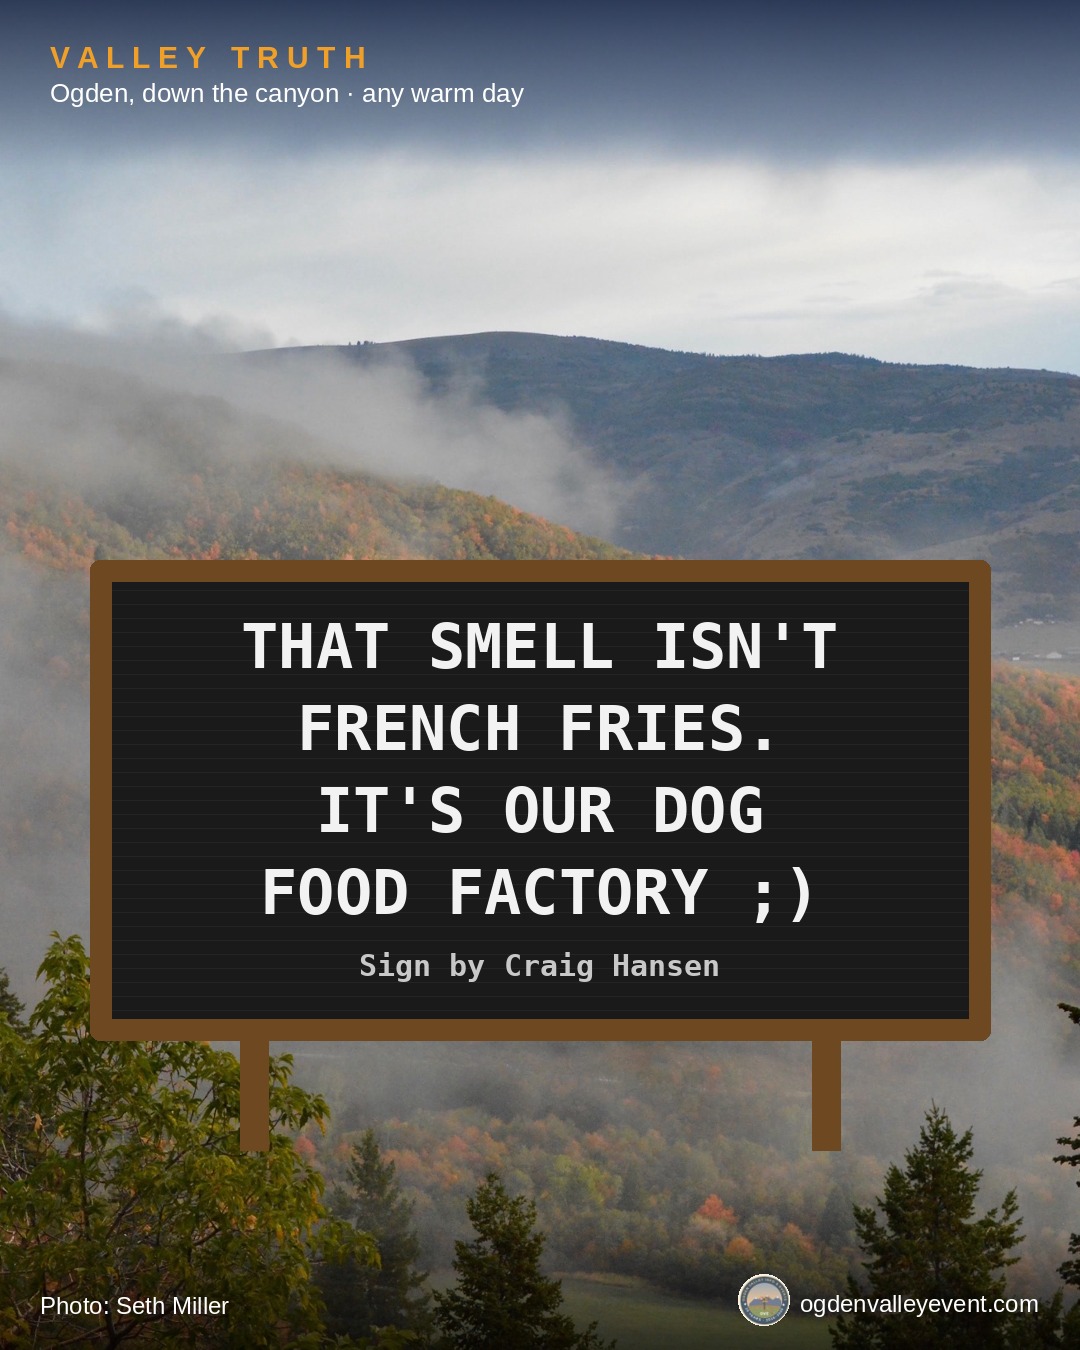 VALLEY TRUTH
Ogden, down the canyon · any warm day
THAT SMELL ISN'T
FRENCH FRIES.
IT'S OUR DOG
FOOD FACTORY ;)
Sign by Craig Hansen
Photo: Seth Miller
ogdenvalleyevent.com